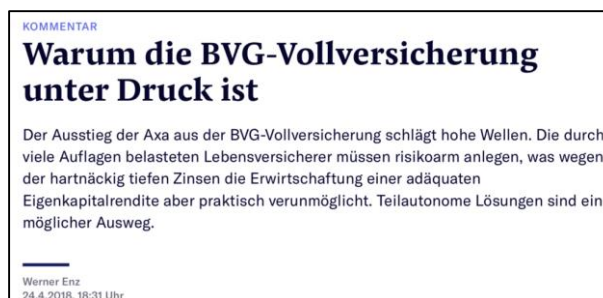 KOMMENTAR
Warum die BVG-Vollversicherung
unter Druck ist
Der Ausstieg der Axa aus der BVG-Vollversicherung schlägt hohe Wellen. Die durch
viele Auflagen belasteten Lebensversicherer müssen risikoarm anlegen, was wegen
der hartnäckig tiefen Zinsen die Erwirtschaftung einer adäquaten
Eigenkapitalrendite aber praktisch verunmöglicht. Teilautonome Lösungen sind ein
möglicher Ausweg.
Werner Enz
24.4.2018, 18:31 Uhr